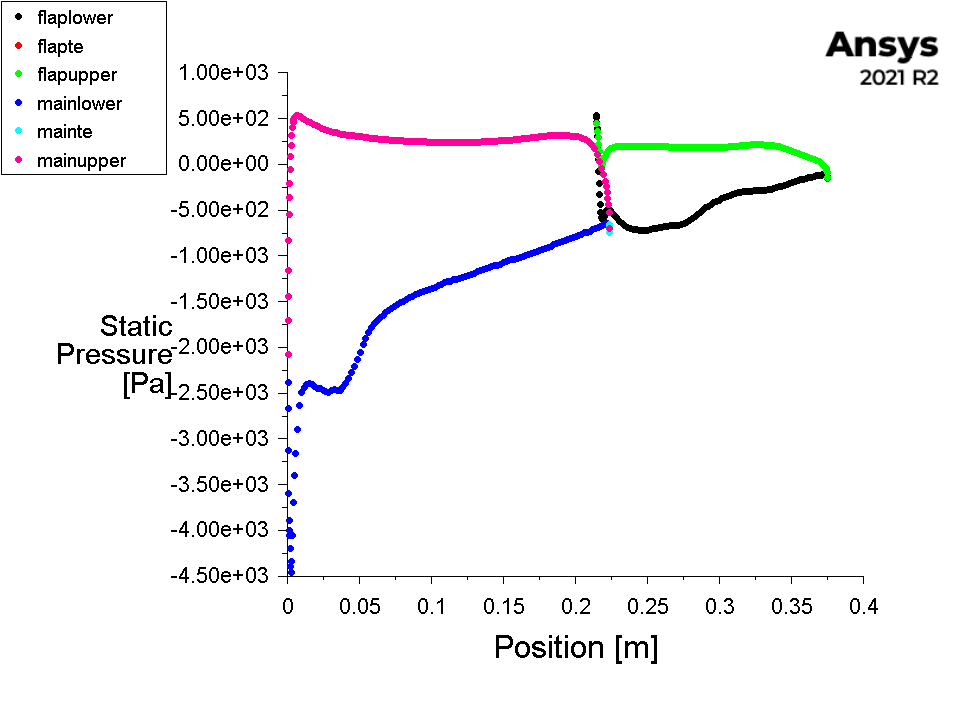 flaplower
flapte
flapupper
mainlower
mainte
mainupper
Ansys
2021 R2
1.00e+03
5.00e+02
0.00e+00
-5.00e+02
-1.00e+03
-1.50e+03
-2.00e+03
-2.50e+03
-3.00e+03
-3.50e+03
-4.00e+03
-4.50e+03
Static
Pressure
[Pa]
0 0.05 0.1 0.15 0.2 0.25 0.3 0.35 0.4
Position [m]